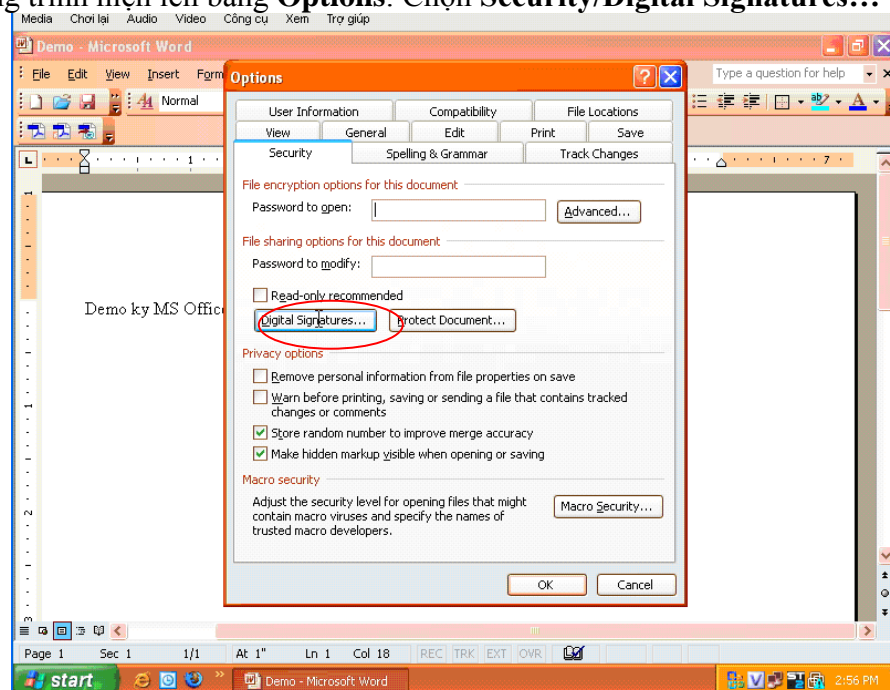 g trình hiện lên bảng Options. Chọn Security/Digital Signatures…
Media Chơi lại Audio Video Công cụ Xem Trợ giúp
Demo - Microsoft Word
File Edit View Insert Form
Type a question for help
Normal
Options
User Information Compatibility File Locations
View General Edit Print Save
Security Spelling & Grammar Track Changes
1 7
File encryption options for this document
Password to open: Advanced...
File sharing options for this document
Password to modify:
Read-only recommended
Demo ky MS Offic
Digital Signatures... Protect Document...
Privacy options
Remove personal information from file properties on save
Warn before printing, saving or sending a file that contains tracked
changes or comments
Store random number to improve merge accuracy
Make hidden markup visible when opening or saving
Macro security
Adjust the security level for opening files that might
contain macro viruses and specify the names of
trusted macro developers.
Macro Security...
OK Cancel
Page 1 Sec 1 1/1 At 1" Ln 1 Col 18 REC TRK EXT OVR
start Demo - Microsoft Word 2:56 PM